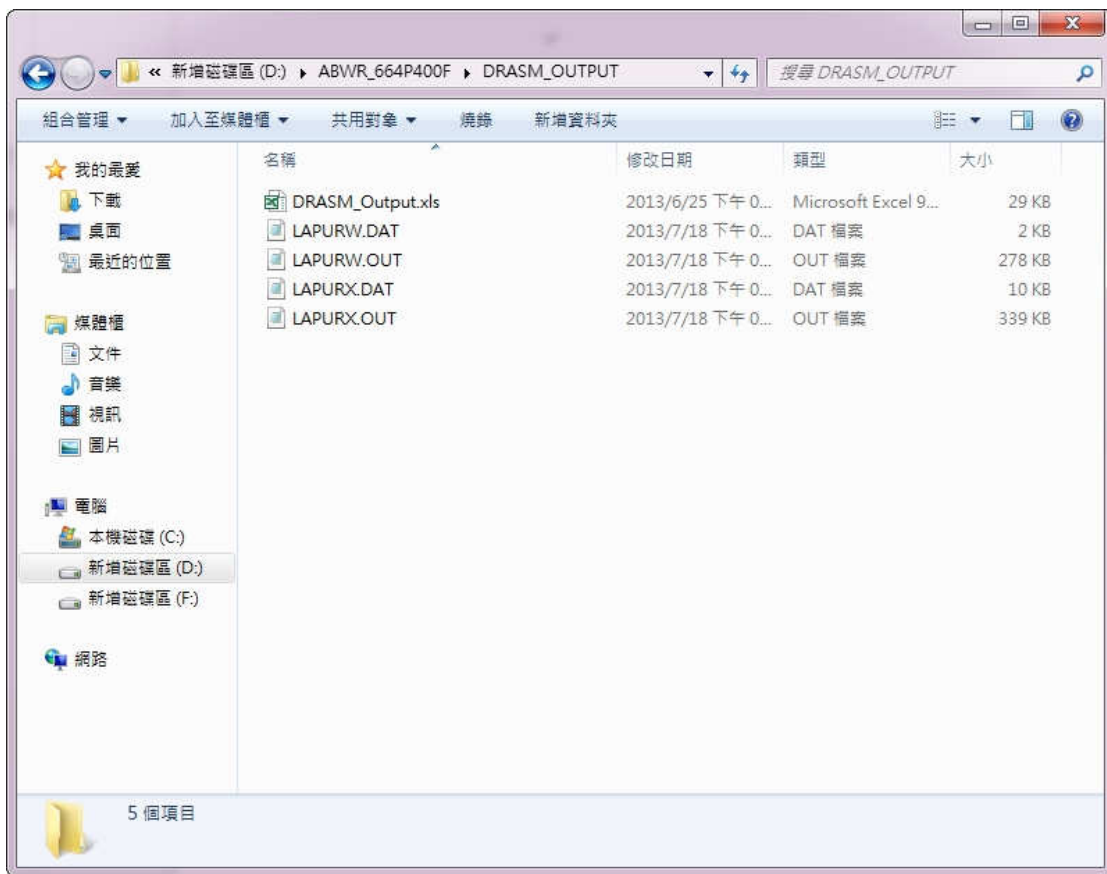 « 新增磁碟區 (D:) ▸ ABWR_664P400F ▸ DRASM_OUTPUT
搜尋 DRASM_OUTPUT
組合管理 加入至媒體櫃 共用對象 燒錄 新增資料夾
我的最愛
下載
桌面
最近的位置
媒體櫃
文件
音樂
視訊
圖片
電腦
本機磁碟 (C:)
新增磁碟區 (D:)
新增磁碟區 (F:)
網路
名稱 修改日期 類型 大小
DRASM_Output.xls 2013/6/25 下午 0... Microsoft Excel 9... 29 KB
LAPURW.DAT 2013/7/18 下午 0... DAT 檔案 2 KB
LAPURW.OUT 2013/7/18 下午 0... OUT 檔案 278 KB
LAPURX.DAT 2013/7/18 下午 0... DAT 檔案 10 KB
LAPURX.OUT 2013/7/18 下午 0... OUT 檔案 339 KB
5 個項目